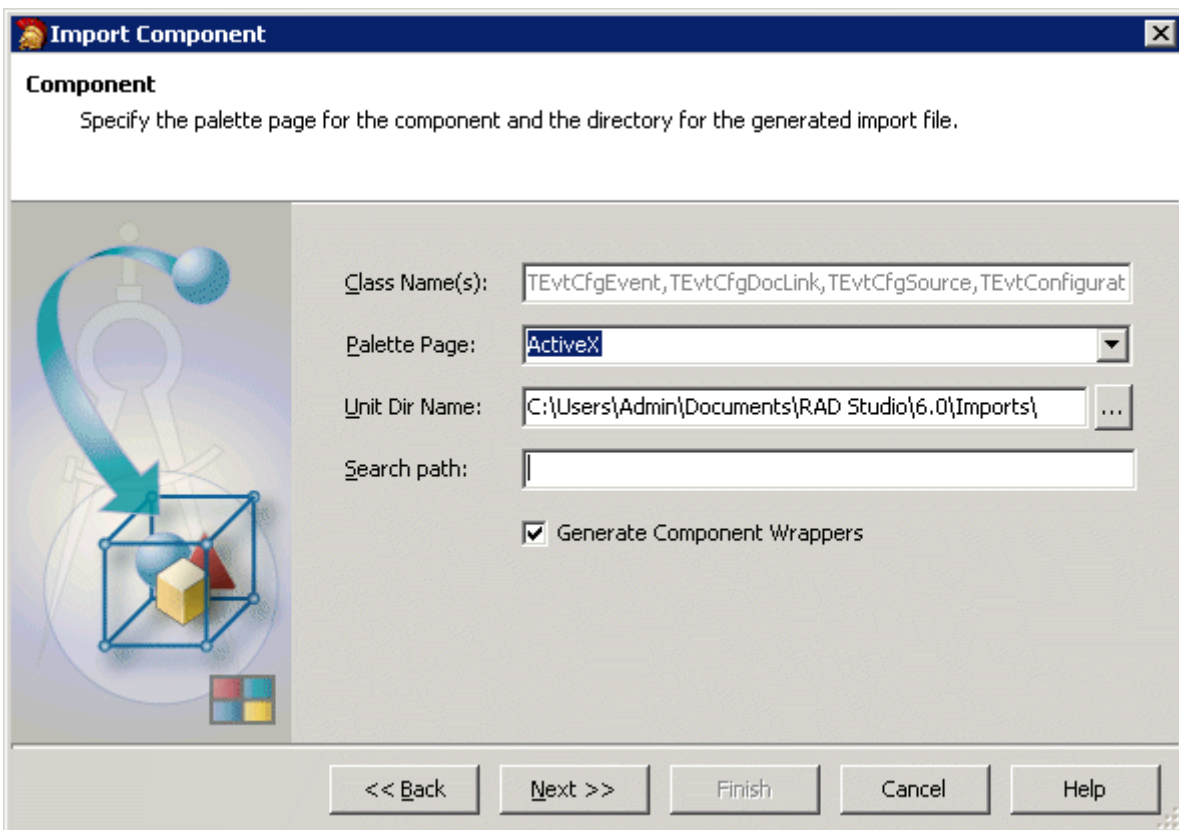 Import Component
Component
Specify the palette page for the component and the directory for the generated import file.
Class Name(s): TEvtCfgEvent,TEvtCfgDocLink,TEvtCfgSource,TEvtConfigurat
Palette Page: ActiveX
Unit Dir Name: C:\Users\Admin\Documents\RAD Studio\6.0\Imports\ ...
Search path:
Generate Component Wrappers
<< Back Next >> Finish Cancel Help